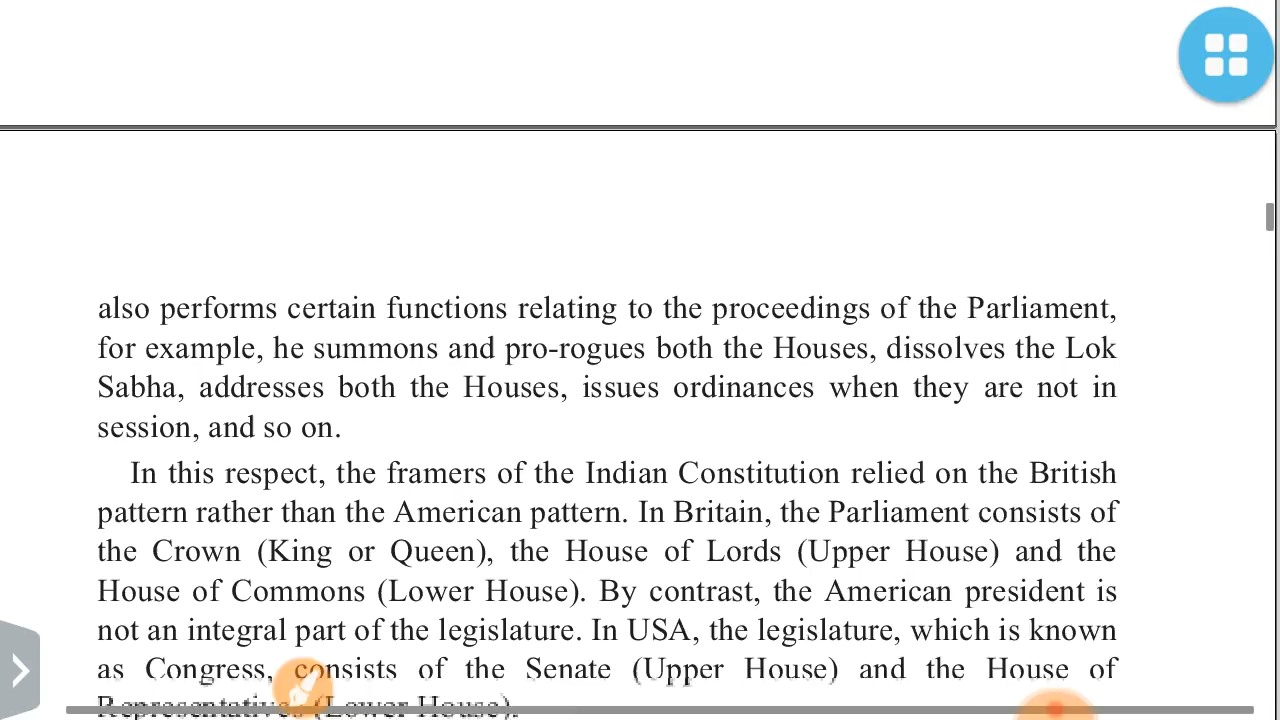 also performs certain functions relating to the proceedings of the Parliament,
for example, he summons and pro-rogues both the Houses, dissolves the Lok
Sabha, addresses both the Houses, issues ordinances when they are not in
session, and so on.
In this respect, the framers of the Indian Constitution relied on the British
pattern rather than the American pattern. In Britain, the Parliament consists of
the Crown (King or Queen), the House of Lords (Upper House) and the
House of Commons (Lower House). By contrast, the American president is
not an integral part of the legislature. In USA, the legislature, which is known
as Congress, consists of the Senate (Upper House) and the House of
Representatives (Lower House).